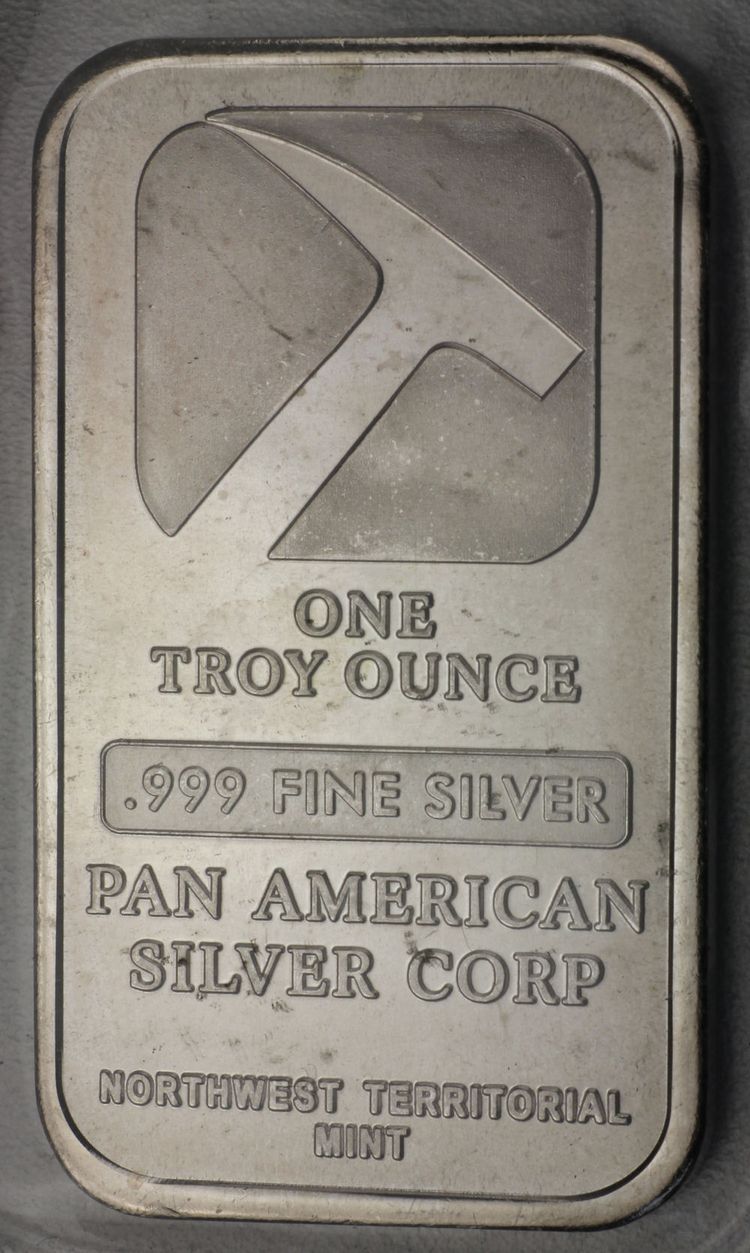 ONE
TROY OUNCE
.999 FINE SILVER
PAN AMERICAN
SILVER CORP
NORTHWEST TERRITORIAL
MINT